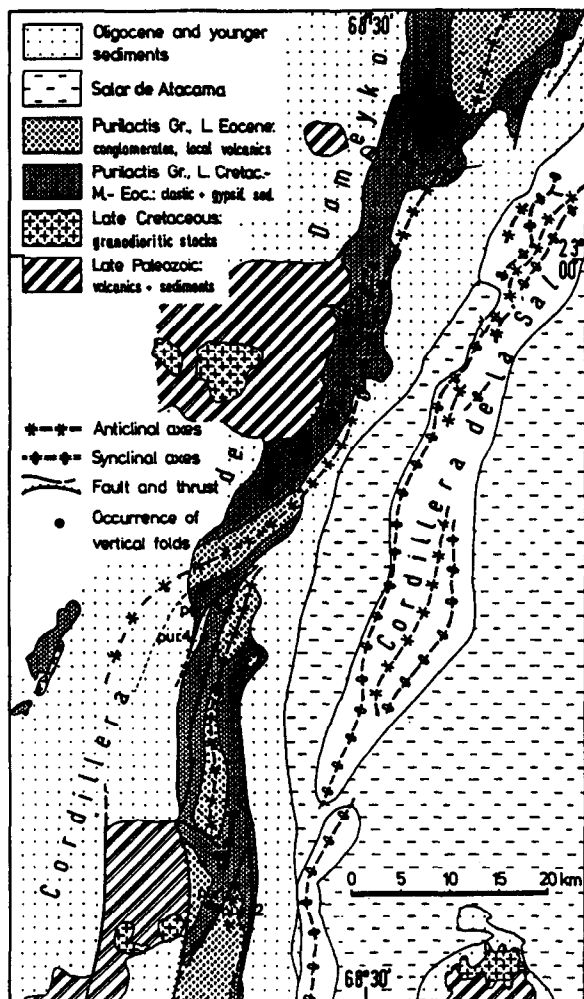 Oligocene and younger
sediments
Salar de Atacama
Purilactis Gr., L. Eocene:
conglomerates, local volcanics
Purilactis Gr., L. Cretac.-
M.- Eoc.: clastic + gypsif. sed.
Late Cretaceous:
granodioritic stocks
Late Paleozoic:
volcanics + sediments
Anticlinal axes
Synclinal axes
Fault and thrust
Occurrence of
vertical folds
68°30'
23°
00'
Cordillera de Domeyko
Cordillera de la Sal
pur4
2
0 5 10 15 20 km
68°30'